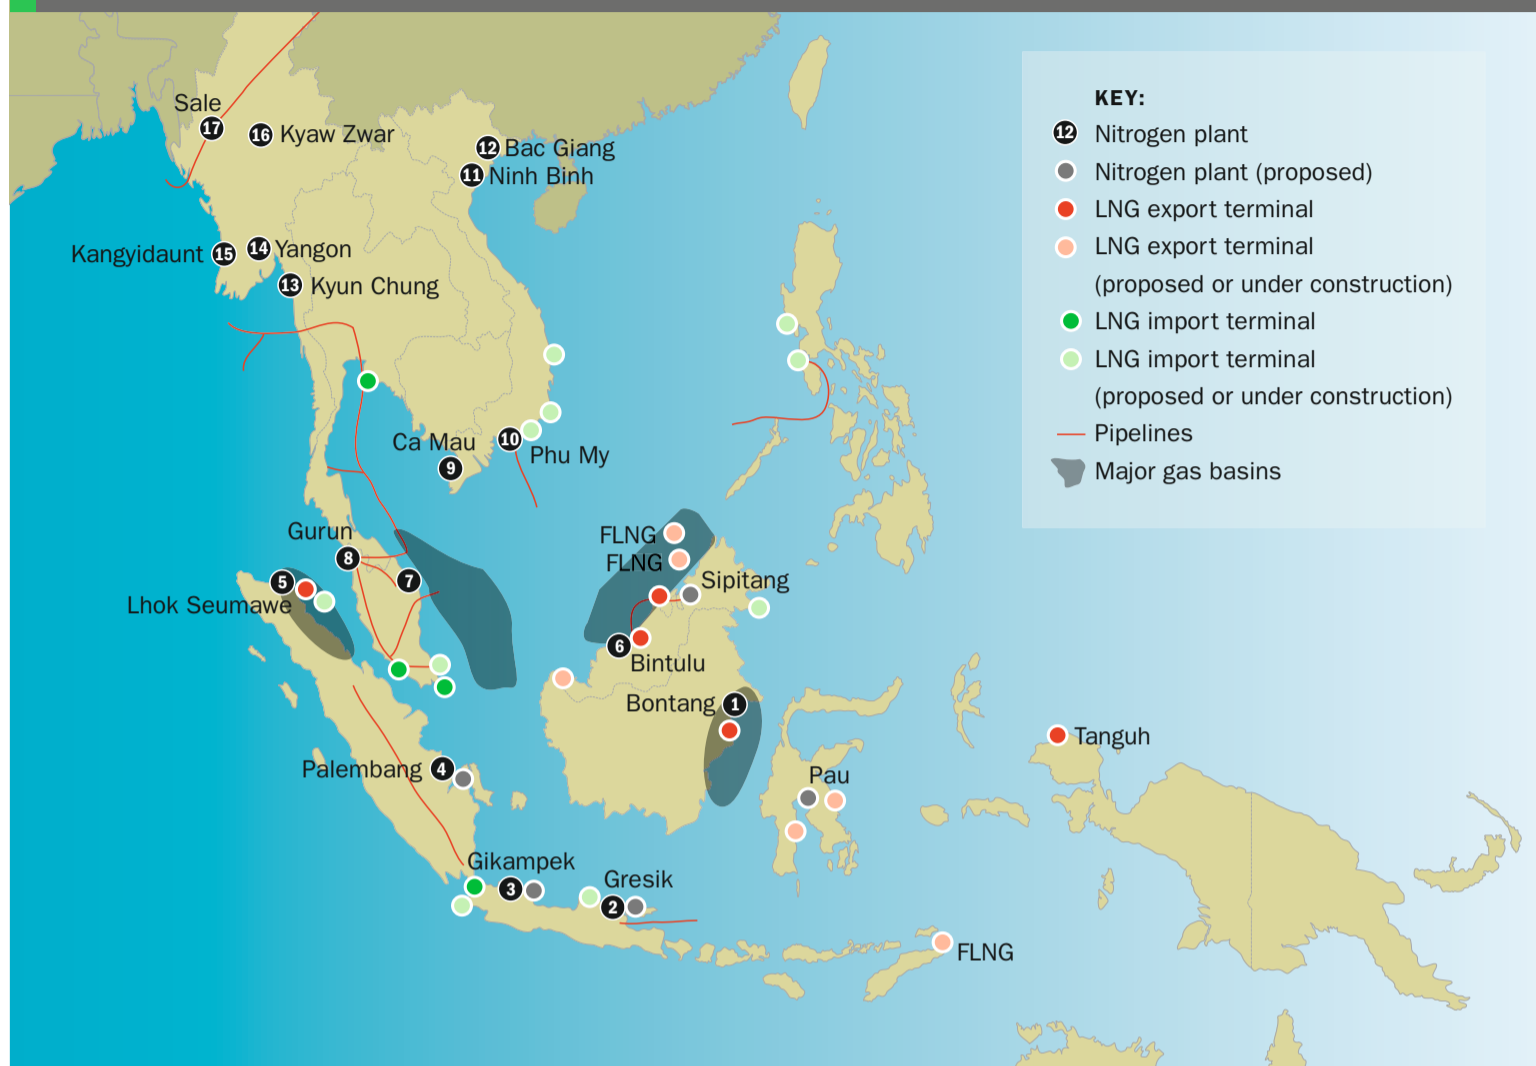 KEY:
12 Nitrogen plant
Nitrogen plant (proposed)
LNG export terminal
LNG export terminal
(proposed or under construction)
LNG import terminal
LNG import terminal
(proposed or under construction)
Pipelines
Major gas basins
Sale
17
16 Kyaw Zwar
12 Bac Giang
11 Ninh Binh
Kangyidaunt 15
14 Yangon
13 Kyun Chung
Ca Mau
9
10
Phu My
Gurun
8
7
5
Lhok Seumawe
FLNG
FLNG
Sipitang
6
Bintulu
Bontang 1
Tanguh
Palembang 4
Pau
Gikampek
3
Gresik
2
FLNG